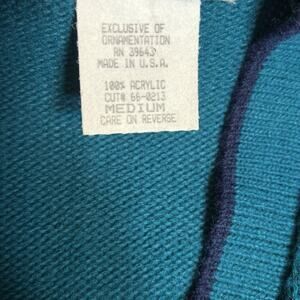 EXCLUSIVE OF
ORNAMENTATION
RN 39643
MADE IN U.S.A.
100% ACRYLIC
CUT# 66-0213
MEDIUM
CARE ON REVERSE